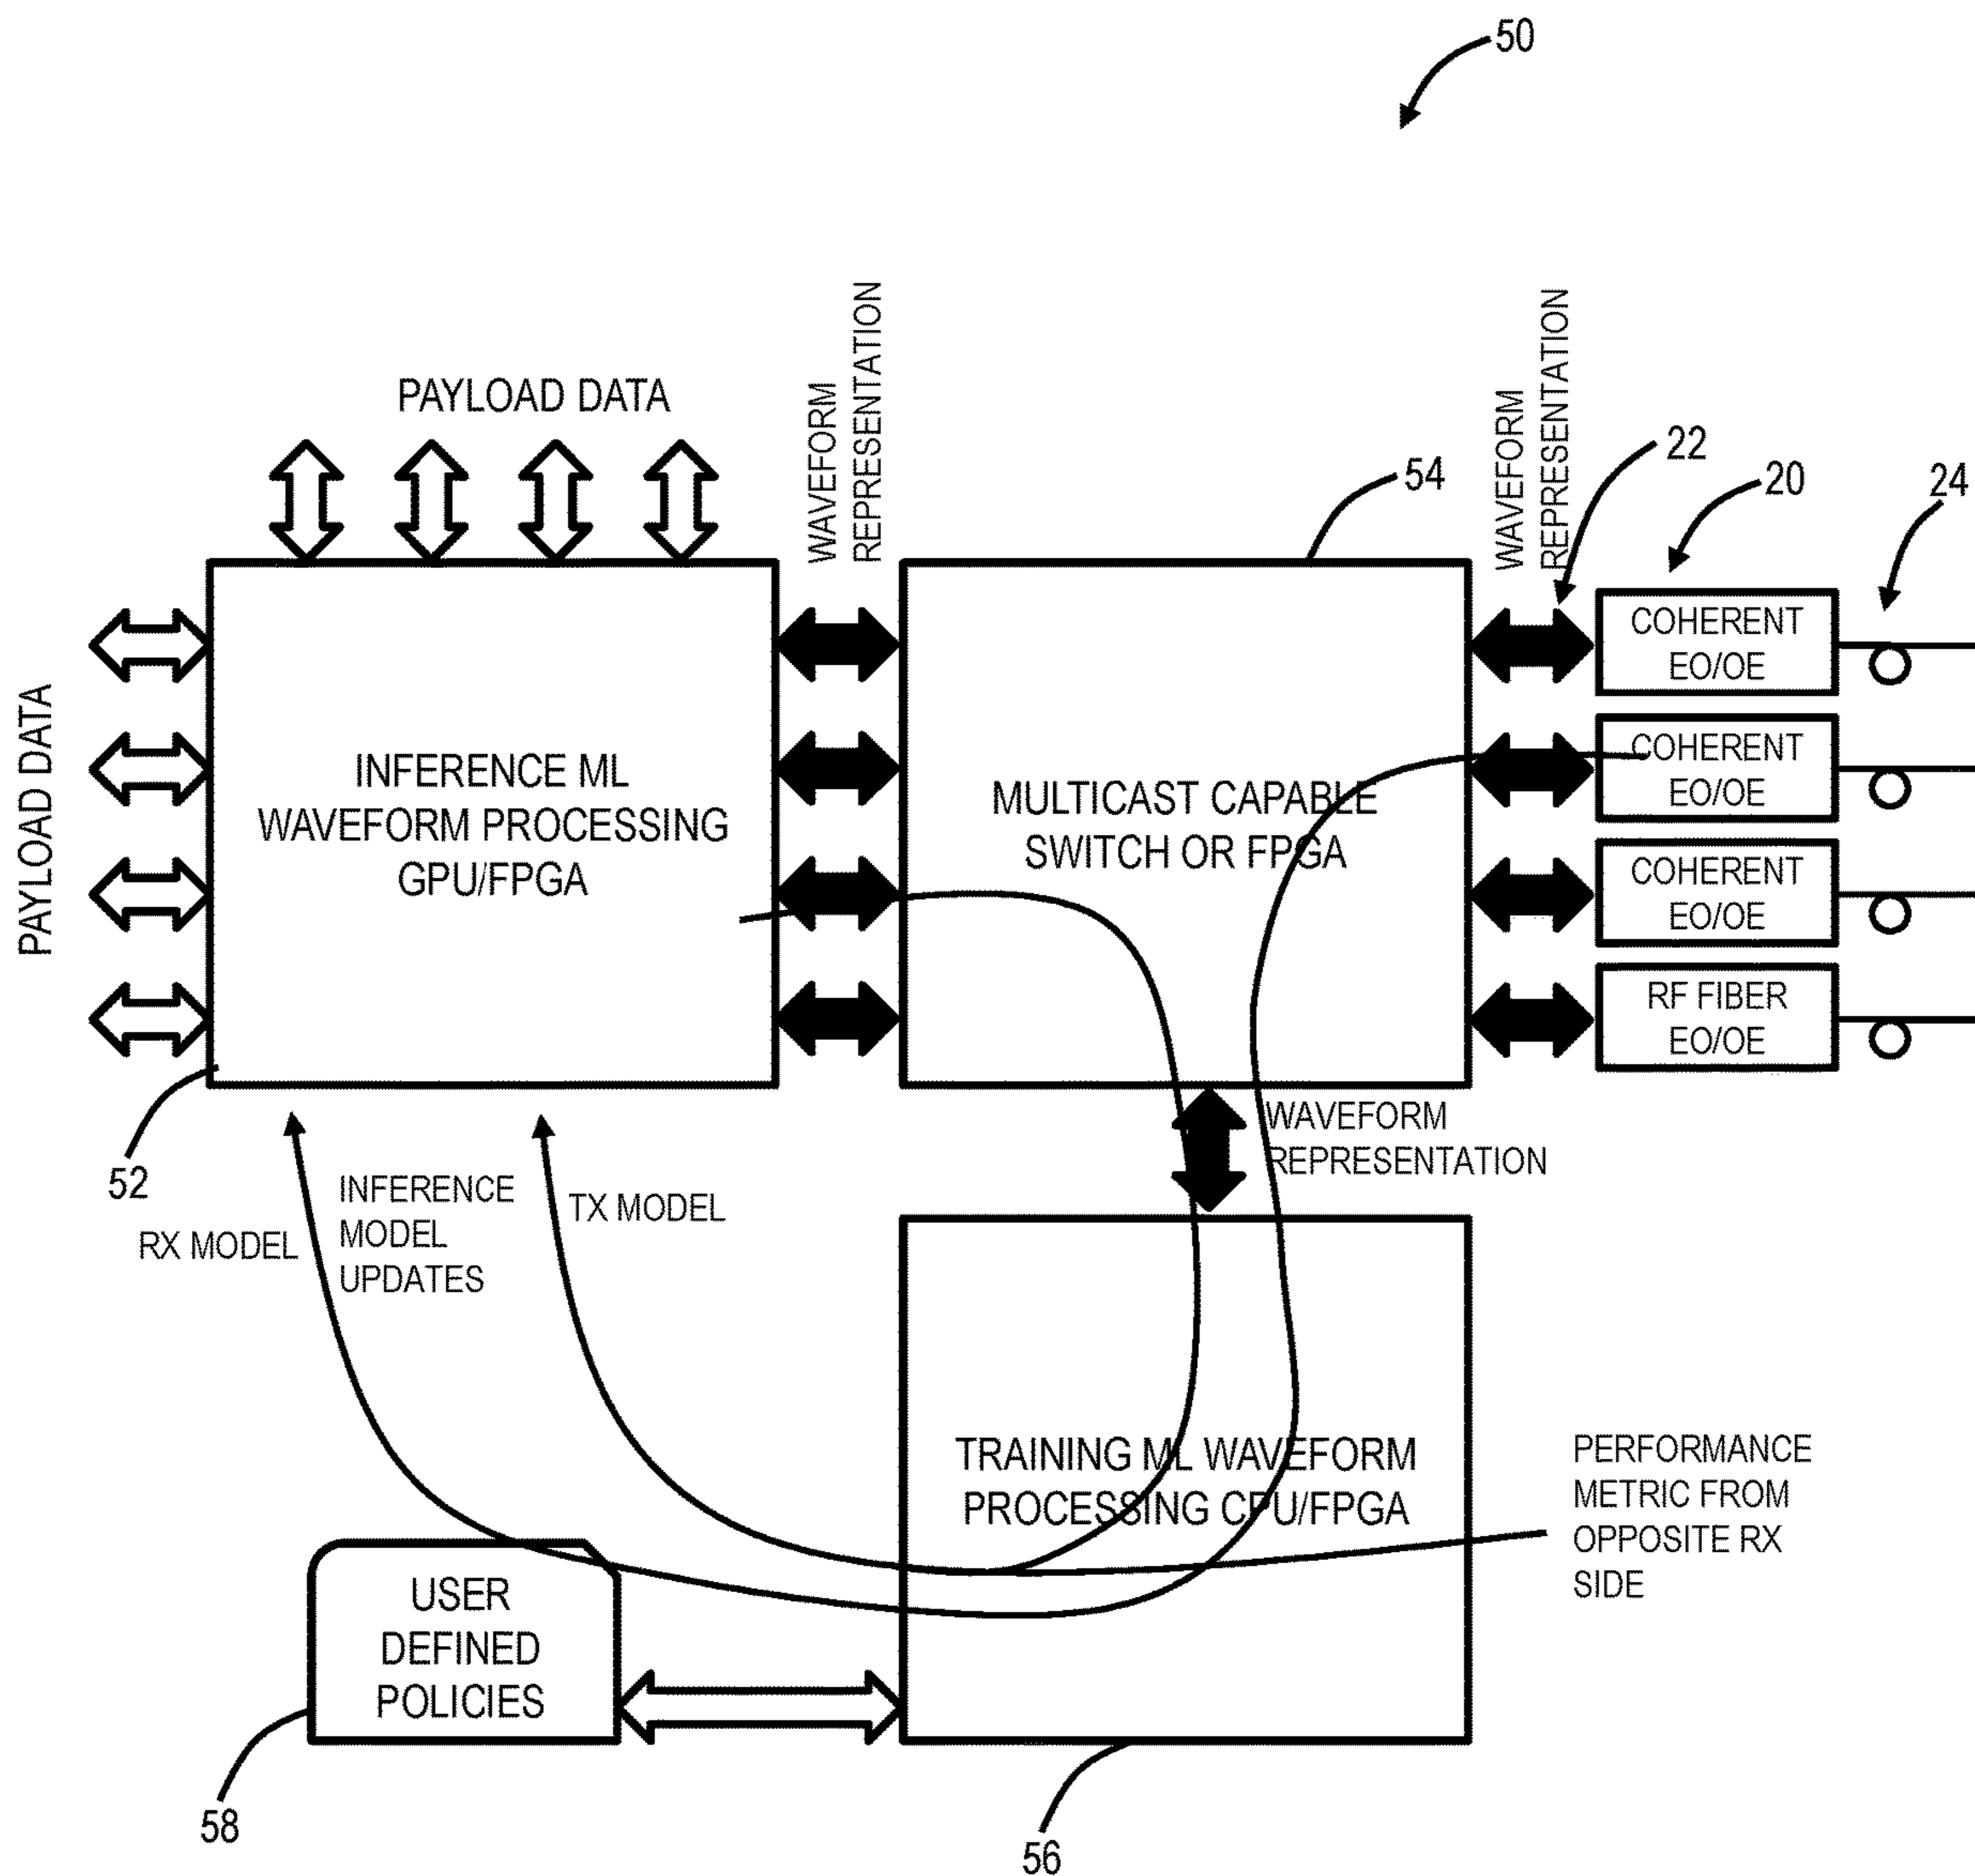 50
PAYLOAD DATA
WAVEFORM
REPRESENTATION
WAVEFORM
REPRESENTATION
22
54
20
24
PAYLOAD DATA
INFERENCE ML
WAVEFORM PROCESSING
GPU/FPGA
MULTICAST CAPABLE
SWITCH OR FPGA
COHERENT
EO/OE
COHERENT
EO/OE
COHERENT
EO/OE
RF FIBER
EO/OE
52
WAVEFORM
REPRESENTATION
RX MODEL
INFERENCE
MODEL
UPDATES
TX MODEL
TRAINING ML WAVEFORM
PROCESSING CPU/FPGA
PERFORMANCE
METRIC FROM
OPPOSITE RX
SIDE
USER
DEFINED
POLICIES
58
56